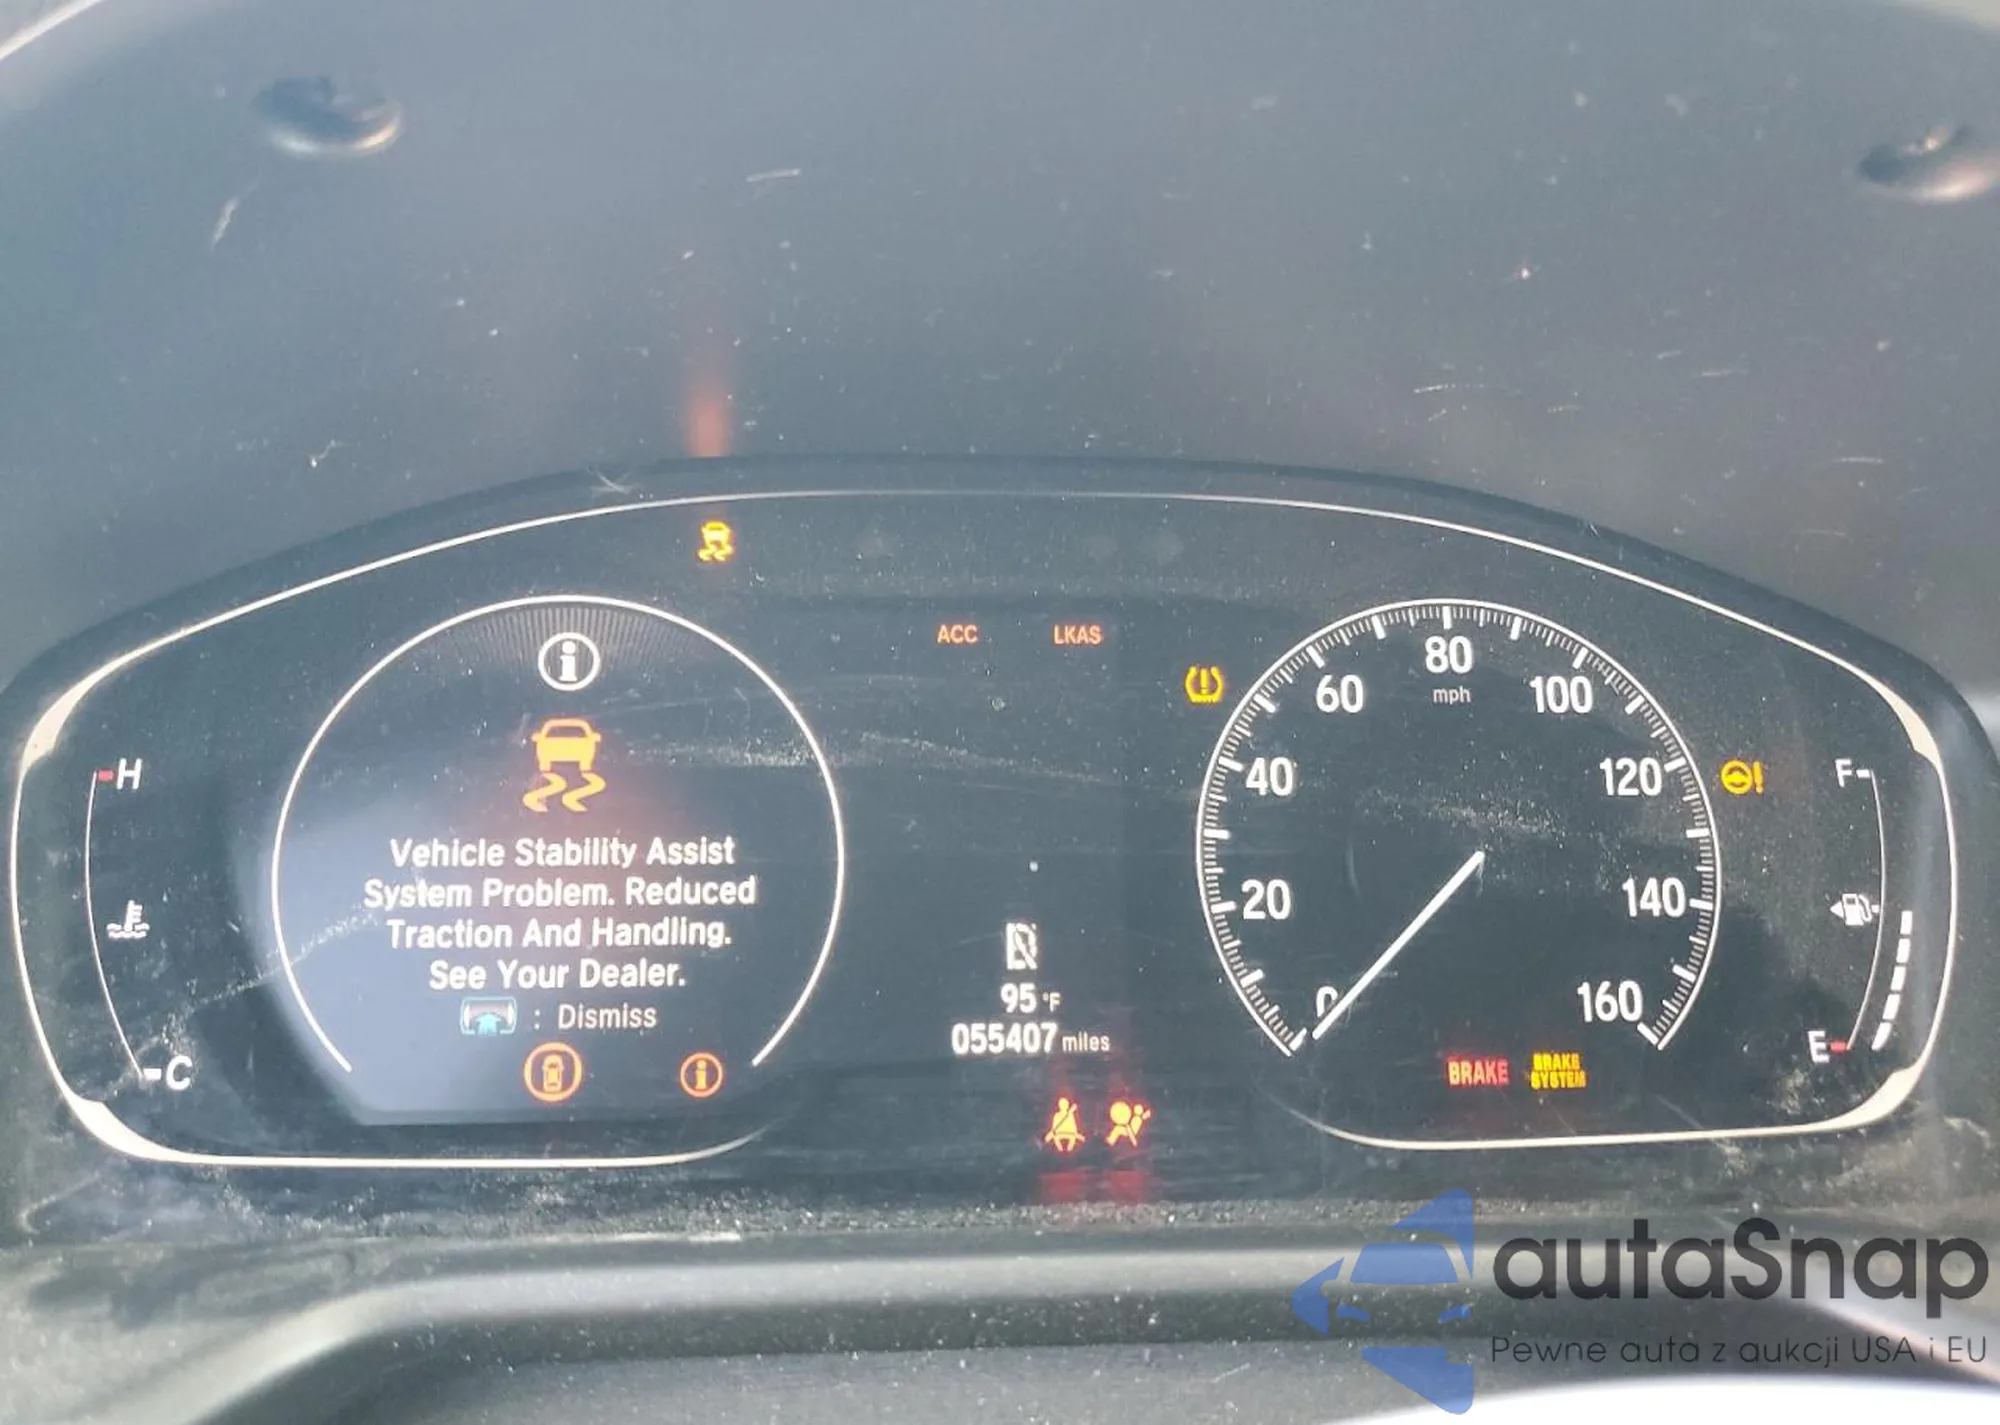 ACC LKAS
Vehicle Stability Assist
System Problem. Reduced
Traction And Handling.
See Your Dealer.
: Dismiss
H
C
95 °F
055407 miles
0
20
40
60
80
100
120
140
160
mph
F
E
BRAKE
BRAKE
SYSTEM
autaSnap
Pewne auta z aukcji USA i EU